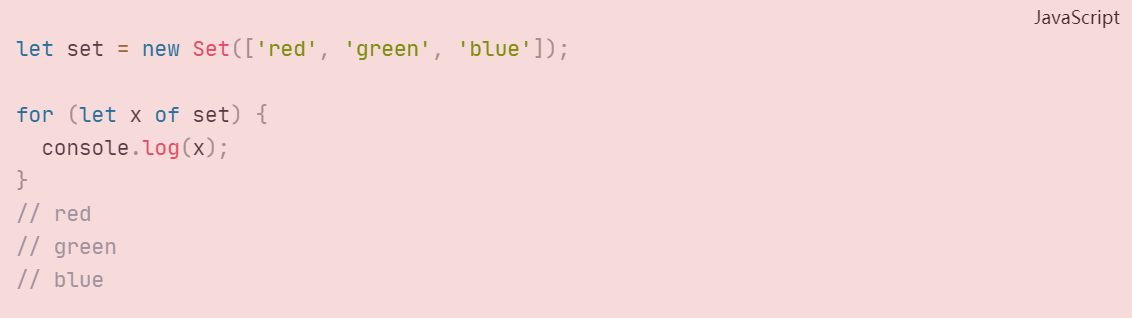 JavaScript
let set = new Set(['red', 'green', 'blue']);
for (let x of set) {
  console.log(x);
}
// red
// green
// blue